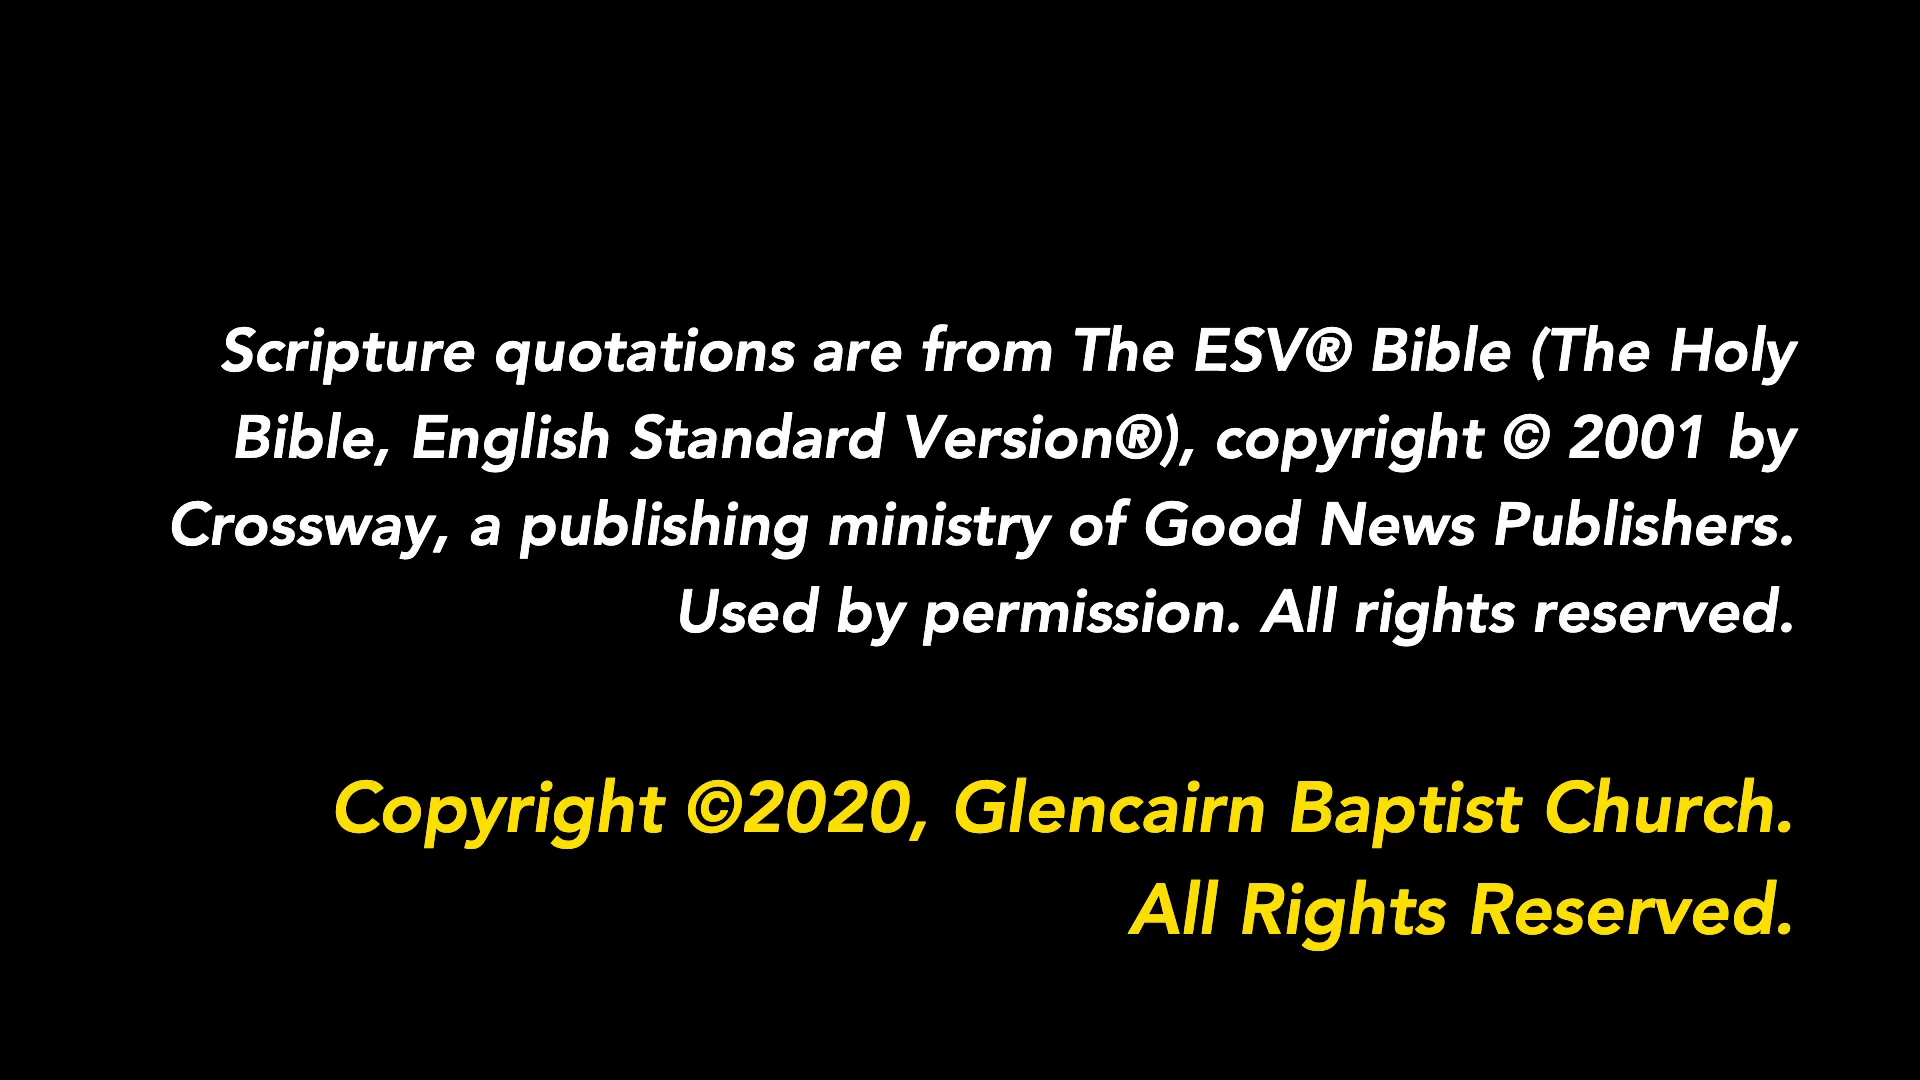 Scripture quotations are from The ESV® Bible (The Holy
Bible, English Standard Version®), copyright © 2001 by
Crossway, a publishing ministry of Good News Publishers.
Used by permission. All rights reserved.
Copyright ©2020, Glencairn Baptist Church.
All Rights Reserved.